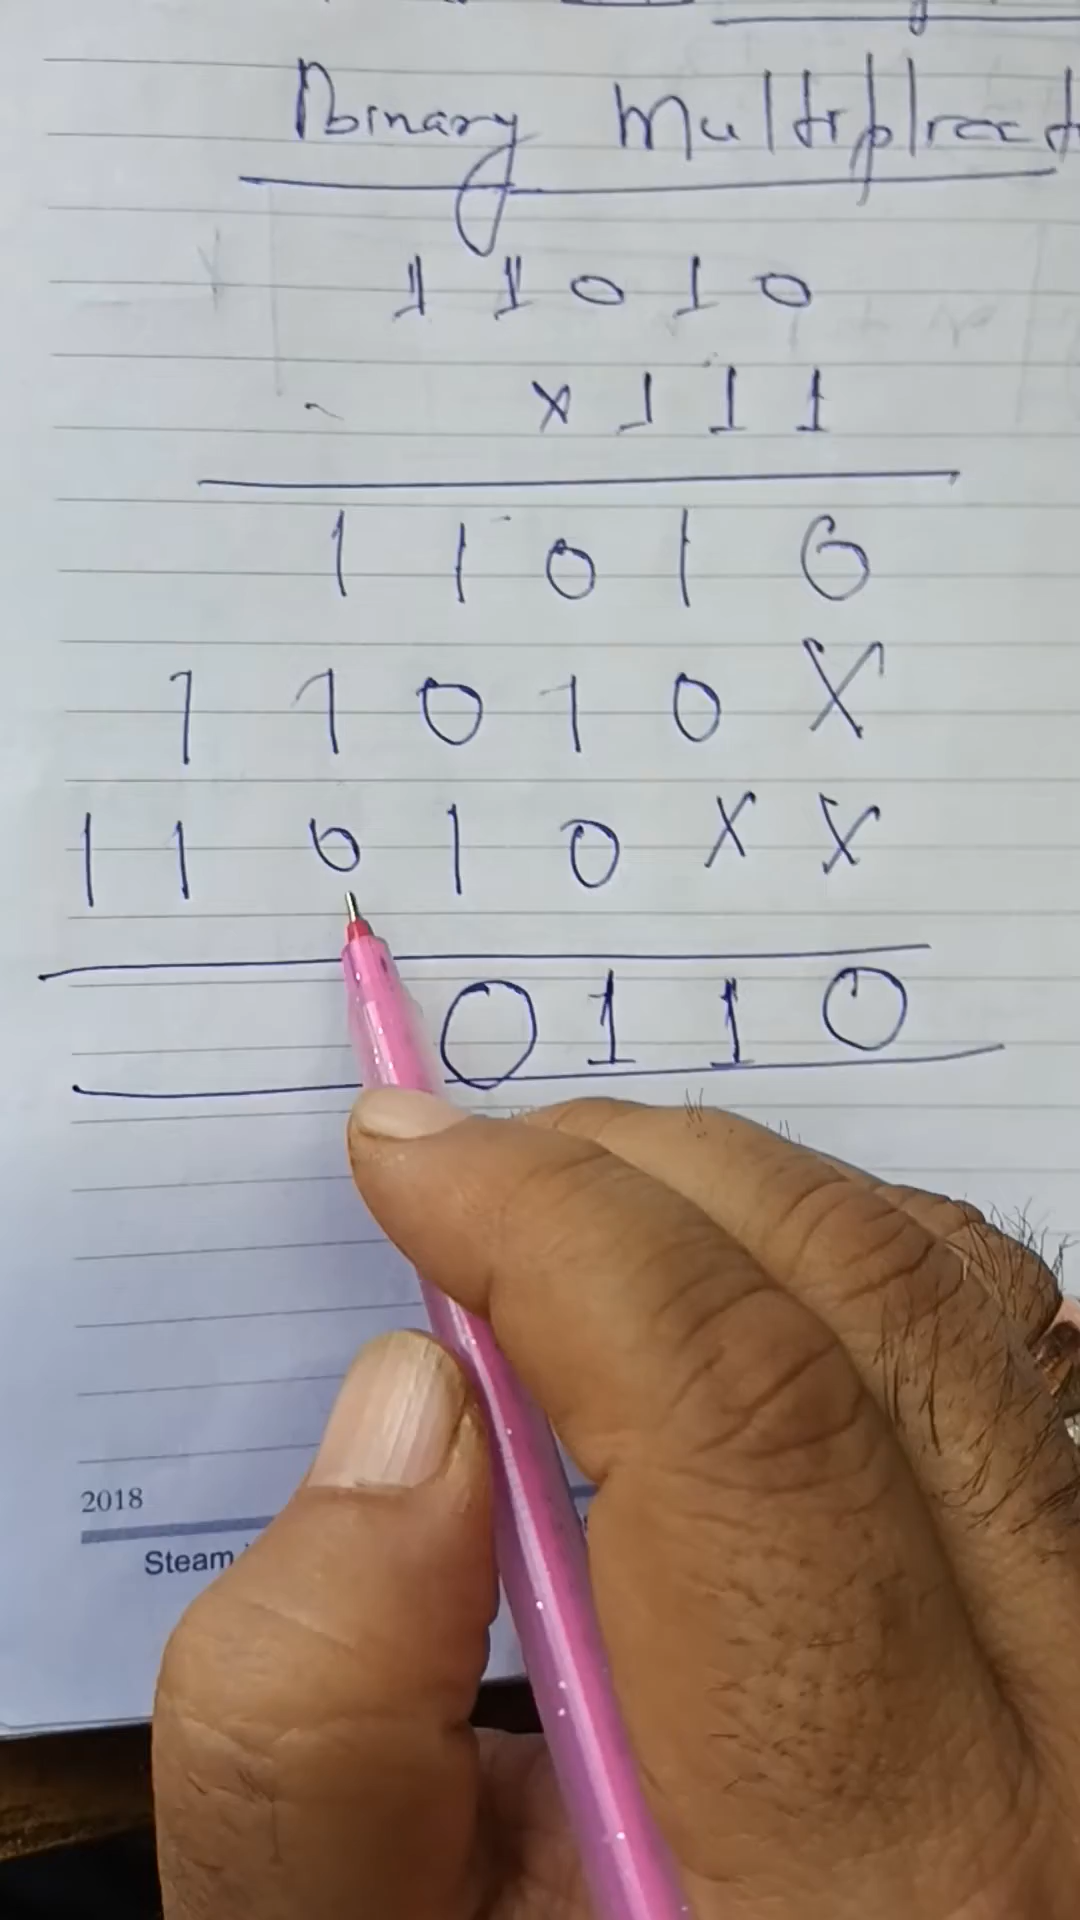 Binary Multiplicat
1 1 0 1 0
x 1 1 1
1 1 0 1 0
1 1 0 1 0 X
1 1 0 1 0 X X
0 1 1 0
2018
Steam